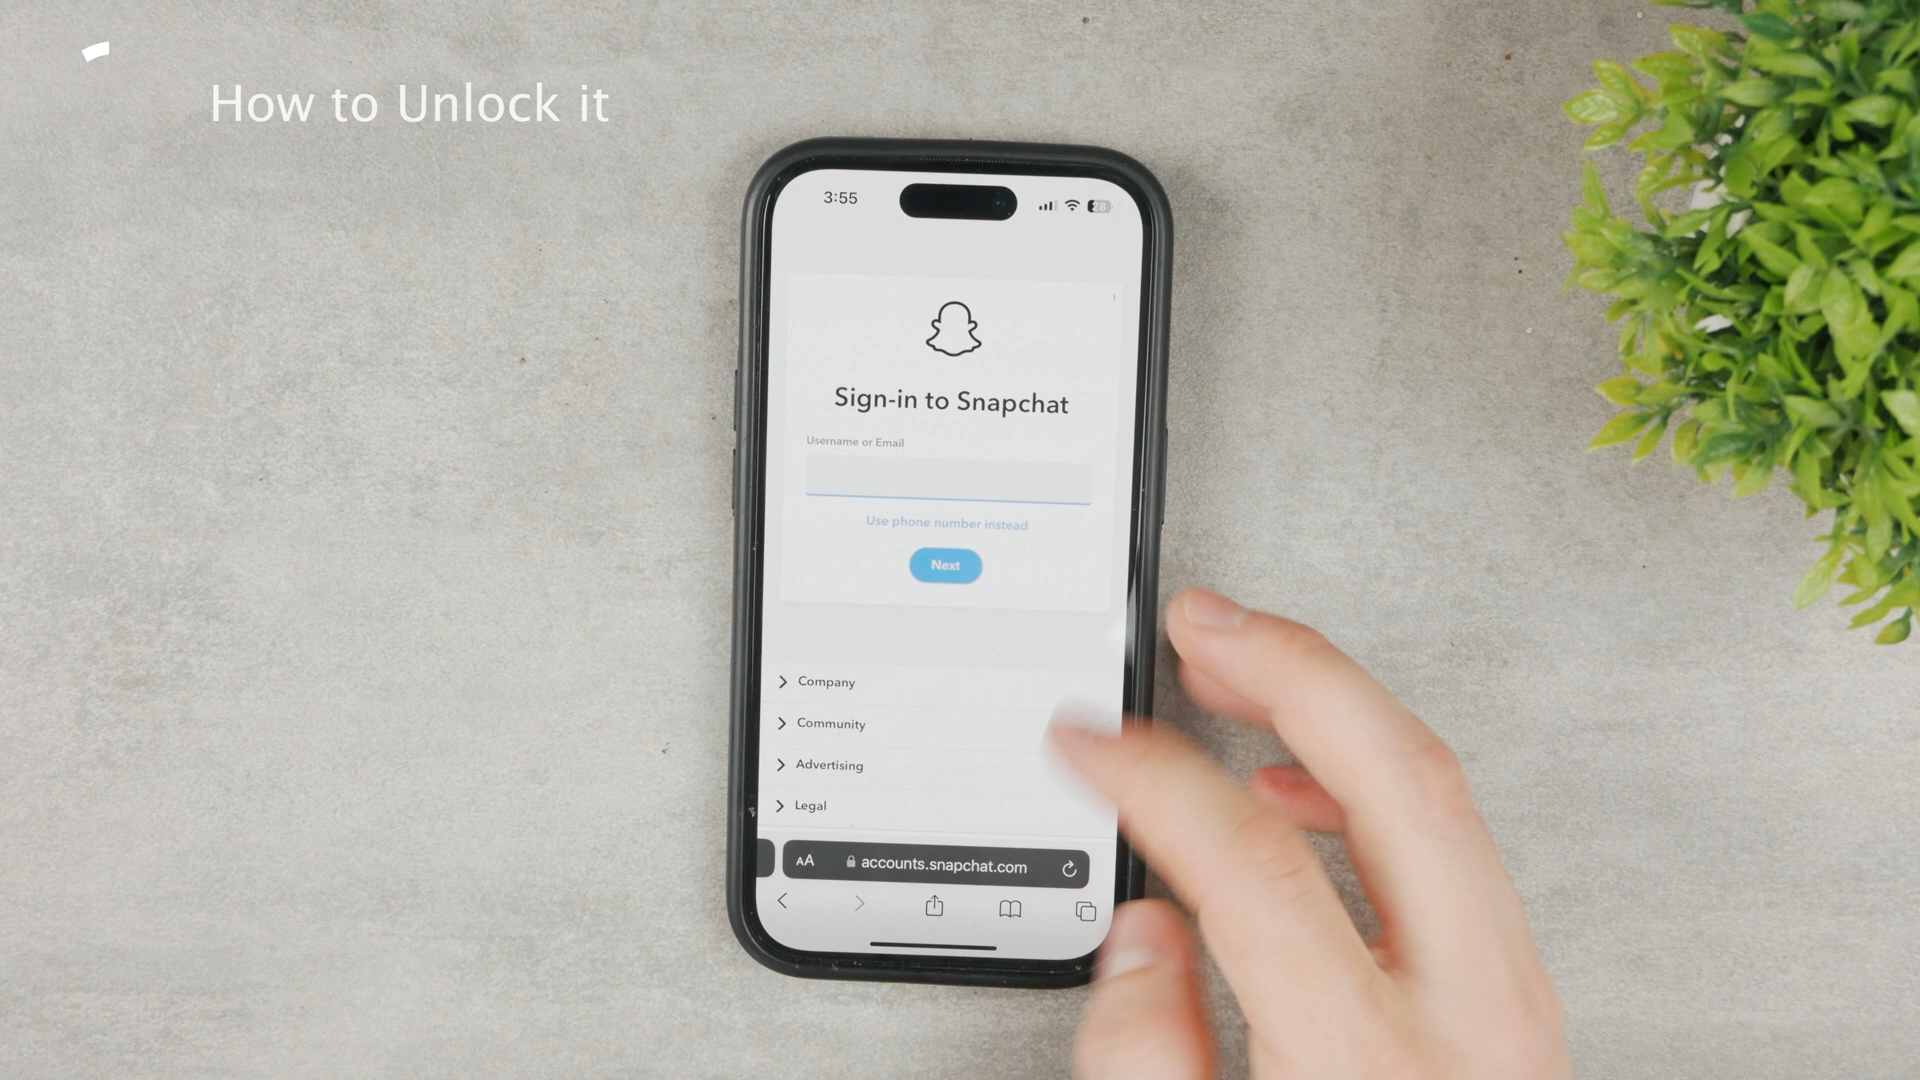 How to Unlock it
3:55
28
Sign-in to Snapchat
Username or Email
Use phone number instead
Next
Company
Community
Advertising
Legal
AA accounts.snapchat.com